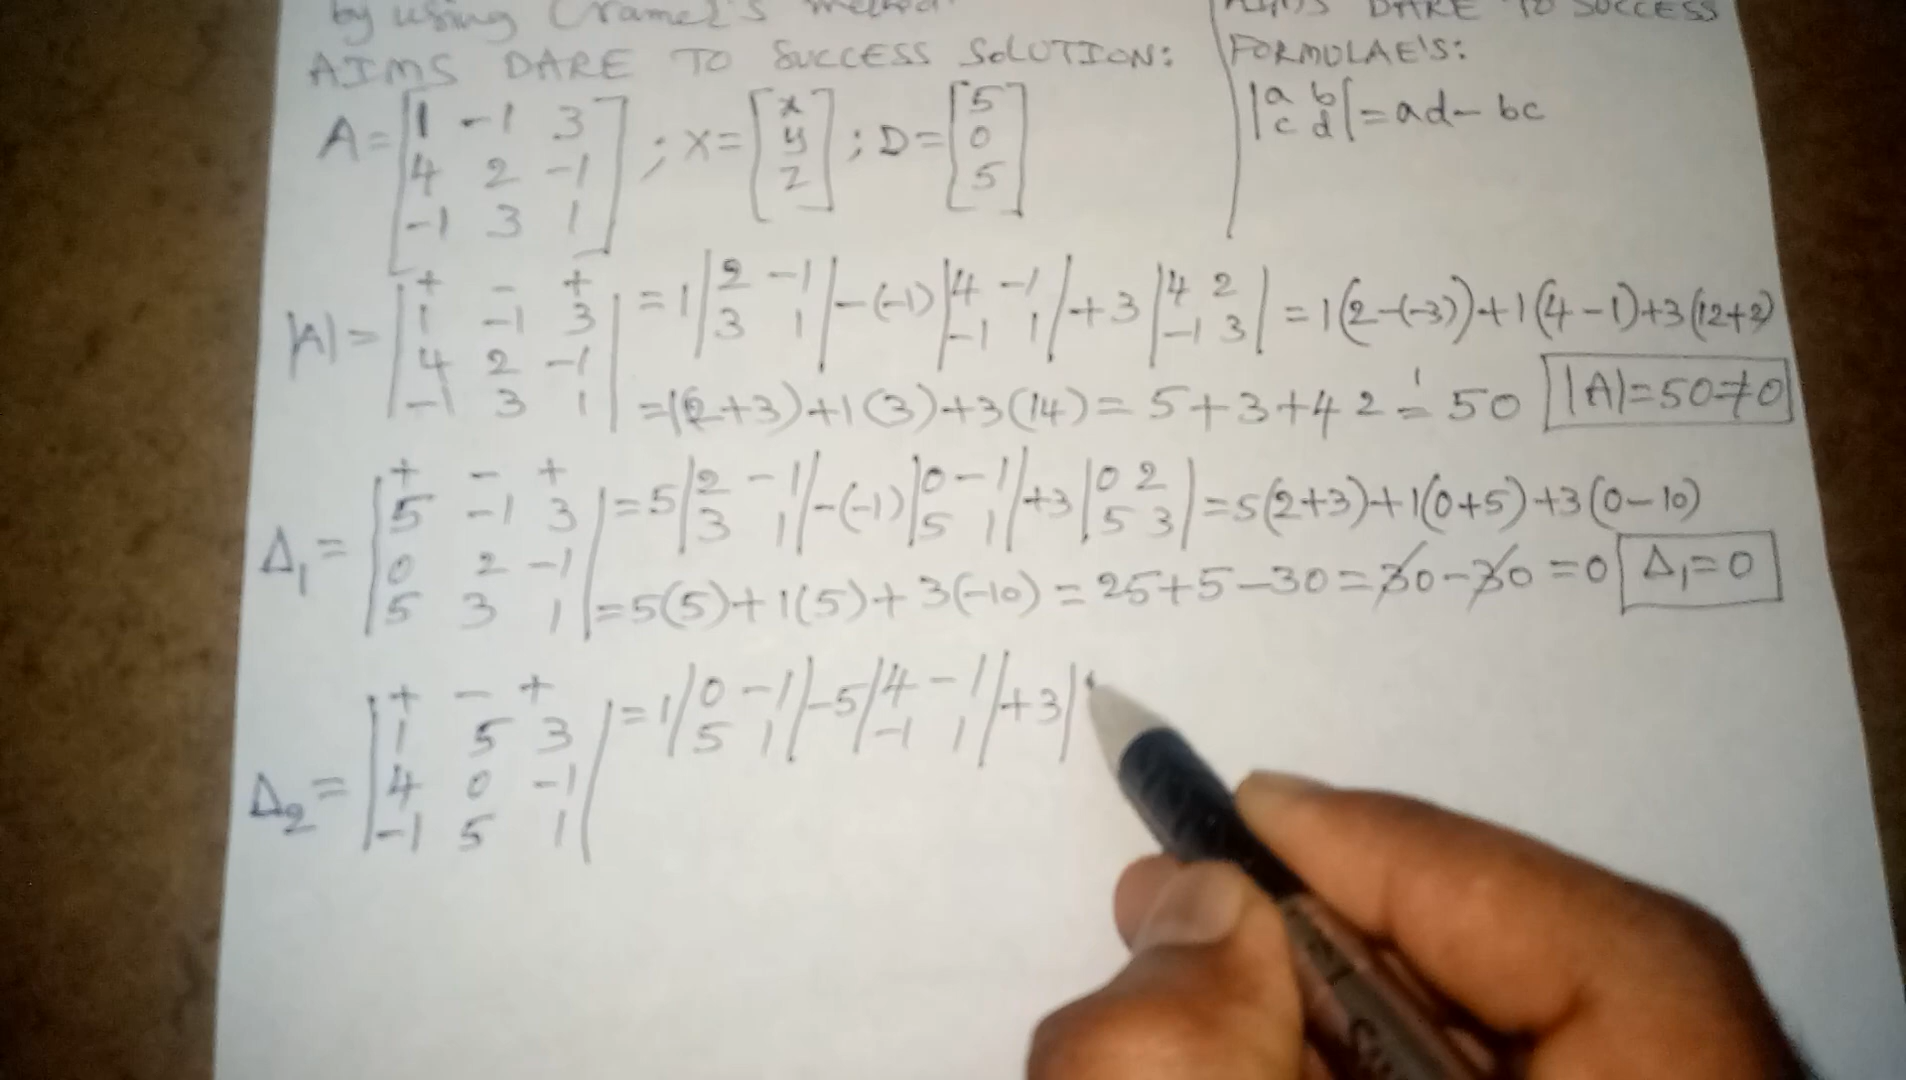 by using Cramer's method.
AIMS DARE TO SUCCESS SOLUTION:
A = [1 -1 3; 4 2 -1; -1 3 1] ; X = [x; y; z] ; D = [5; 0; 5]
AIMS DARE TO SUCCESS
FORMULAE'S:
|a b; c d| = ad - bc
+ - +
|A| = |1 -1 3; 4 2 -1; -1 3 1| = 1|2 -1; 3 1| - (-1)|4 -1; -1 1| + 3|4 2; -1 3| = 1(2-(-3))+1(4-1)+3(12+2)
= 1(2+3)+1(3)+3(14) = 5+3+42 = 50 |A|=50≠0
+ - +
Δ₁ = |5 -1 3; 0 2 -1; 5 3 1| = 5|2 -1; 3 1| - (-1)|0 -1; 5 1| + 3|0 2; 5 3| = 5(2+3)+1(0+5)+3(0-10)
= 5(5)+1(5)+3(-10) = 25+5-30 = 30-30 = 0 Δ₁=0
+ - +
Δ₂ = |1 5 3; 4 0 -1; -1 5 1| = 1|0 -1; 5 1| - 5|4 -1; -1 1| + 3|